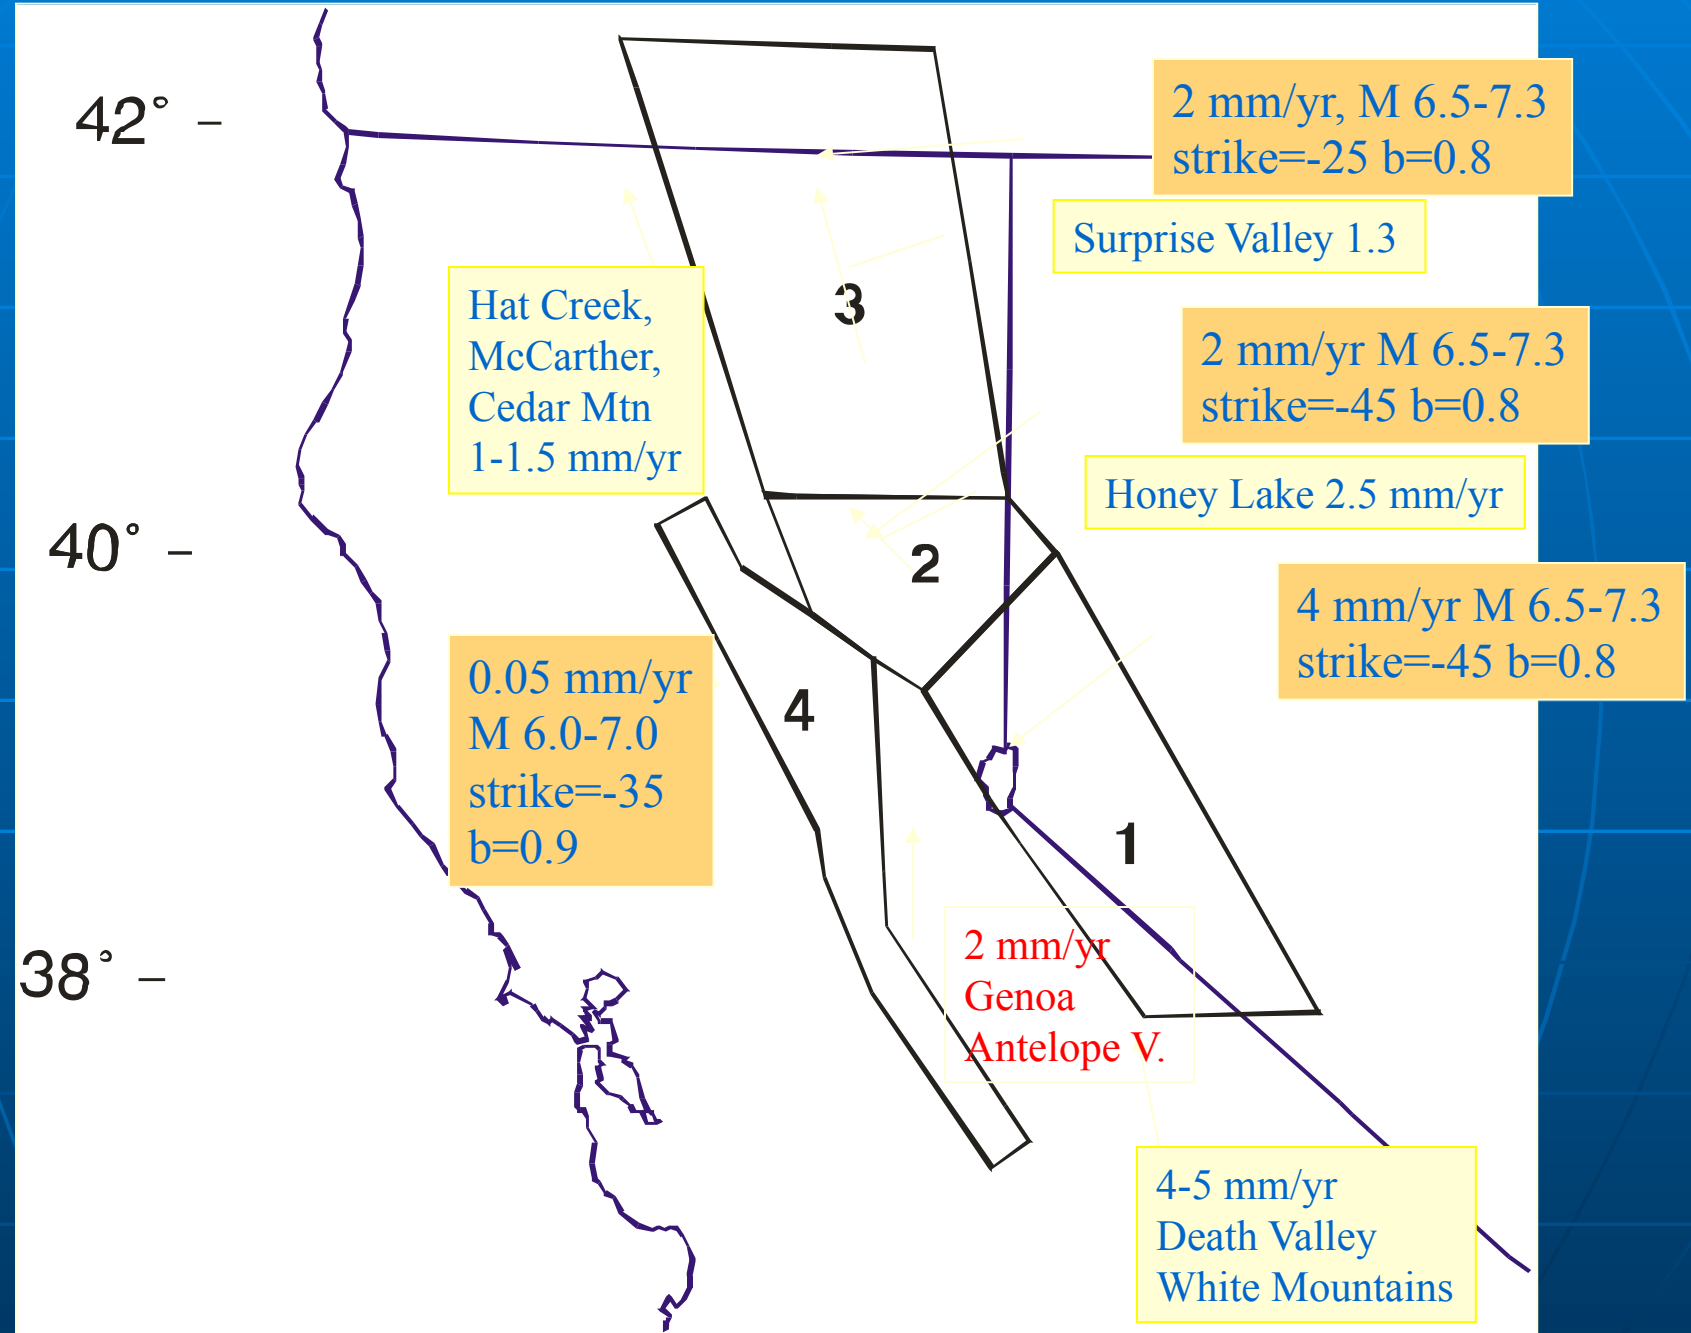 42° –
2 mm/yr, M 6.5-7.3
strike=-25 b=0.8
Surprise Valley 1.3
Hat Creek,
McCarther,
Cedar Mtn
1-1.5 mm/yr
3
2 mm/yr M 6.5-7.3
strike=-45 b=0.8
Honey Lake 2.5 mm/yr
40° –
2
4 mm/yr M 6.5-7.3
strike=-45 b=0.8
0.05 mm/yr
M 6.0-7.0
strike=-35
b=0.9
4
1
38° –
2 mm/yr
Genoa
Antelope V.
4-5 mm/yr
Death Valley
White Mountains